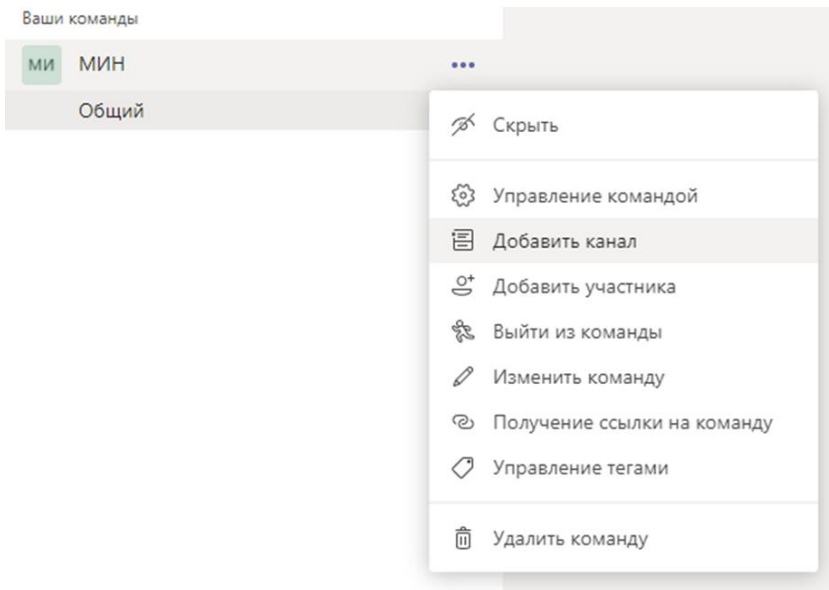 Ваши команды
МИ МИН
Общий
Скрыть
Управление командой
Добавить канал
Добавить участника
Выйти из команды
Изменить команду
Получение ссылки на команду
Управление тегами
Удалить команду